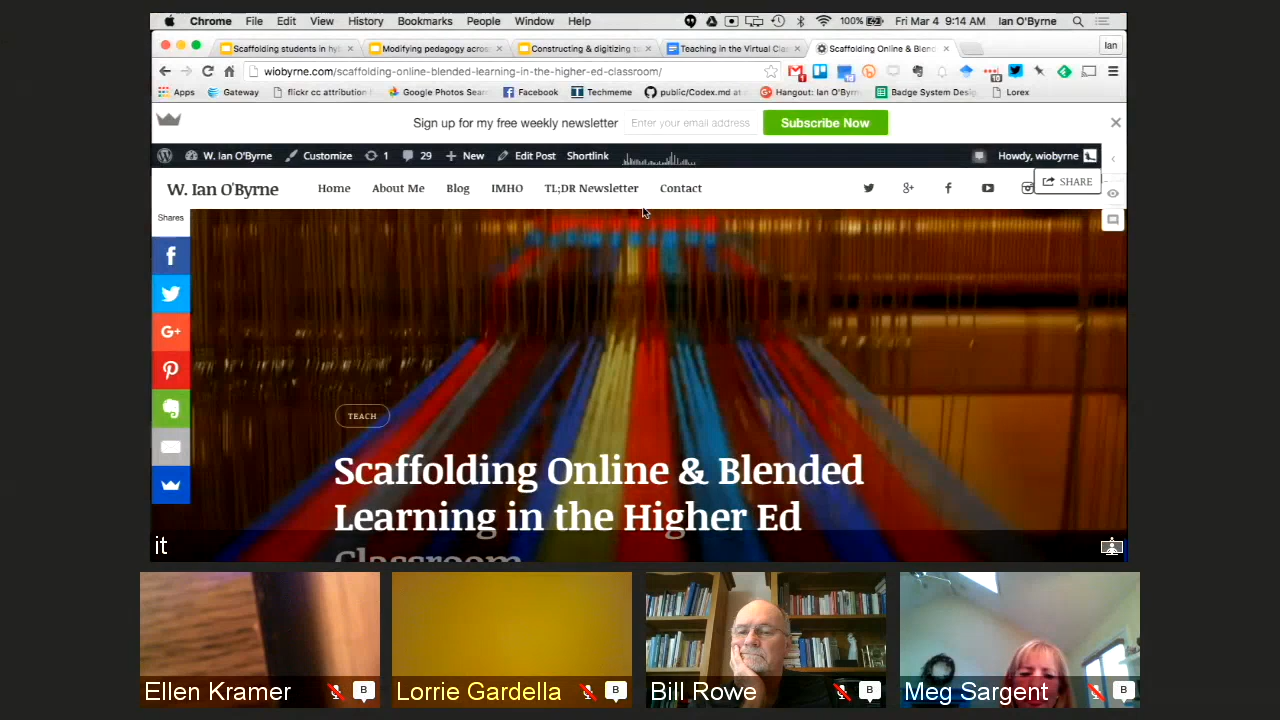 Chrome File Edit View History Bookmarks People Window Help 100% Fri Mar 4 9:14 AM Ian O'Byrne
Scaffolding students in hyb × Modifying pedagogy across × Constructing & digitizing × Teaching in the Virtual Cla × Scaffolding Online & Blend × Ian
wiobyrne.com/scaffolding-online-blended-learning-in-the-higher-ed-classroom/
Apps Gateway flickr cc attribution Google Photos Sear Facebook Techmeme public/Codex.md at Hangout: Ian O'Byrn Badge System Desig Lorex
Sign up for my free weekly newsletter Enter your email address Subscribe Now
W. Ian O'Byrne Customize 1 29 + New Edit Post Shortlink Howdy, wiobyrne
W. Ian O'Byrne Home About Me Blog IMHO TL;DR Newsletter Contact SHARE
Shares
TEACH
Scaffolding Online & Blended
Learning in the Higher Ed
Classroom
it
Ellen Kramer B Lorrie Gardella B Bill Rowe B Meg Sargent B